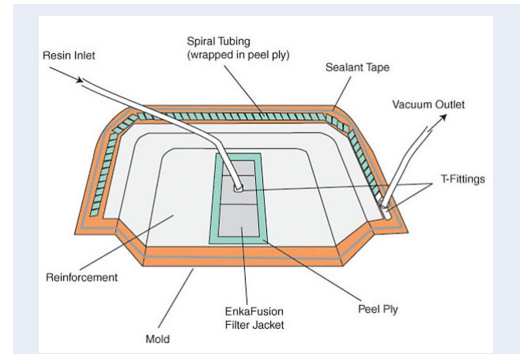 Resin Inlet
Spiral Tubing
(wrapped in peel ply)
Sealant Tape
Vacuum Outlet
T-Fittings
Reinforcement
EnkaFusion
Filter Jacket
Peel Ply
Mold